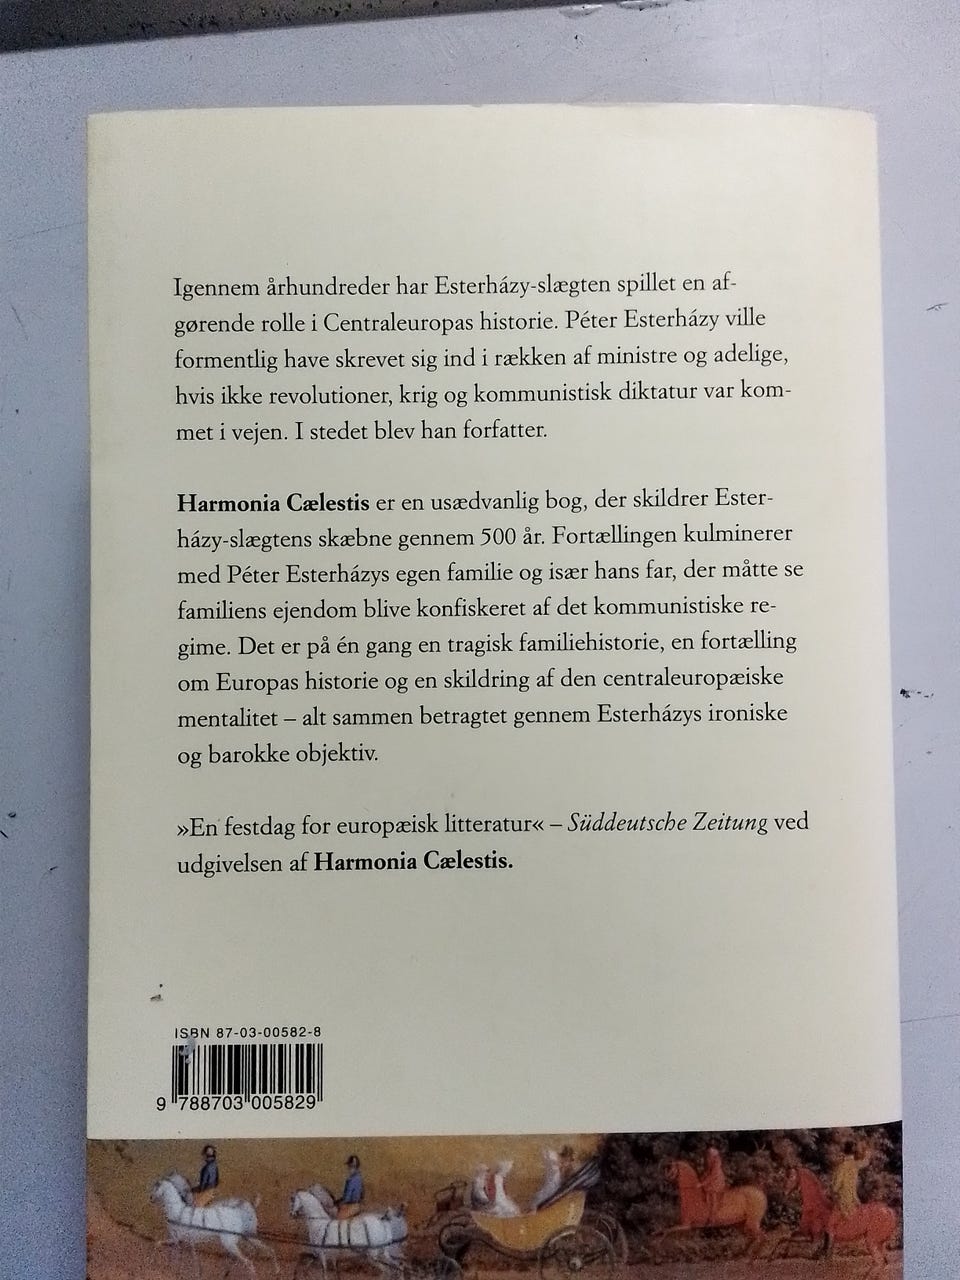 Igennem århundreder har Esterházy-slægten spillet en af-
gørende rolle i Centraleuropas historie. Péter Esterházy ville
formentlig have skrevet sig ind i rækken af ministre og adelige,
hvis ikke revolutioner, krig og kommunistisk diktatur var kom-
met i vejen. I stedet blev han forfatter.
Harmonia Cælestis er en usædvanlig bog, der skildrer Ester-
házy-slægtens skæbne gennem 500 år. Fortællingen kulminerer
med Péter Esterházys egen familie og især hans far, der måtte se
familiens ejendom blive konfiskeret af det kommunistiske re-
gime. Det er på én gang en tragisk familiehistorie, en fortælling
om Europas historie og en skildring af den centraleuropæiske
mentalitet – alt sammen betragtet gennem Esterházys ironiske
og barokke objektiv.
»En festdag for europæisk litteratur« – Süddeutsche Zeitung ved
udgivelsen af Harmonia Cælestis.
ISBN 87-03-00582-8
9 788703 005829